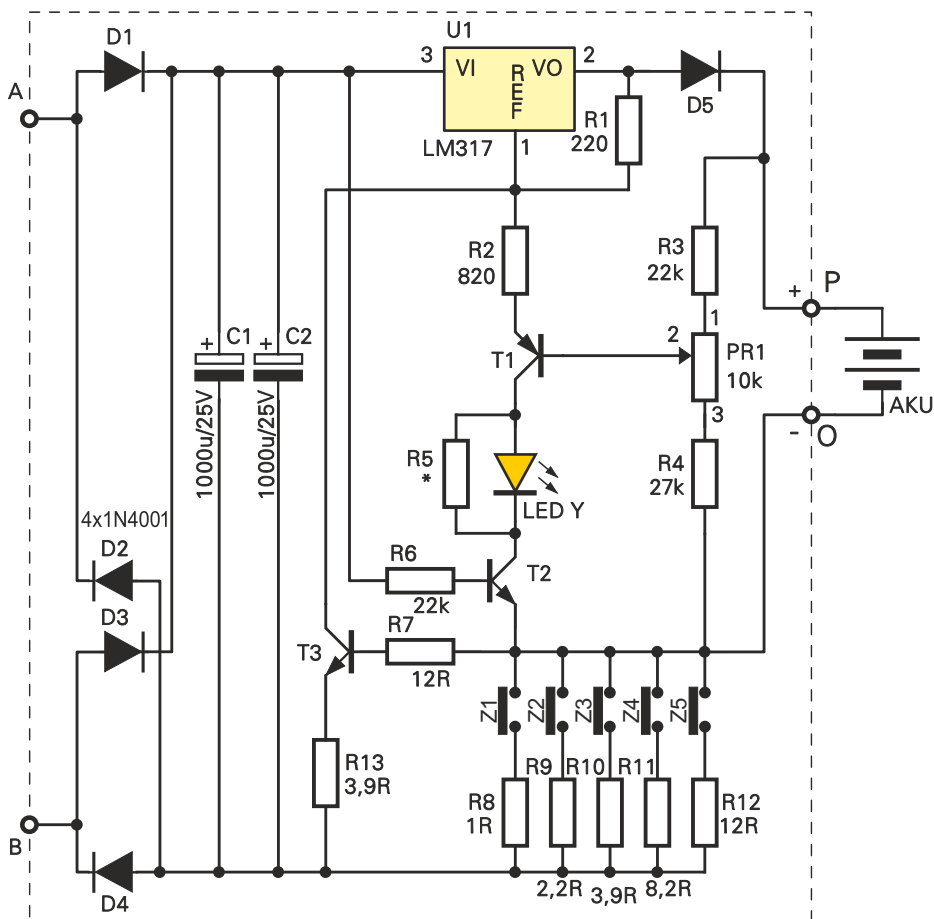 D1
U1
3
VI
R
E
F
VO
2
LM317
1
D5
A
R1
220
R2
820
R3
22k
+
P
1
2
PR1
10k
3
AKU
-
O
+
C1
1000u/25V
+
C2
1000u/25V
T1
R5
*
LED Y
R4
27k
4x1N4001
D2
D3
R6
22k
T2
R7
12R
T3
Z1
Z2
Z3
Z4
Z5
R13
3,9R
R8
1R
R9
R10
R11
R12
12R
2,2R
3,9R
8,2R
B
D4